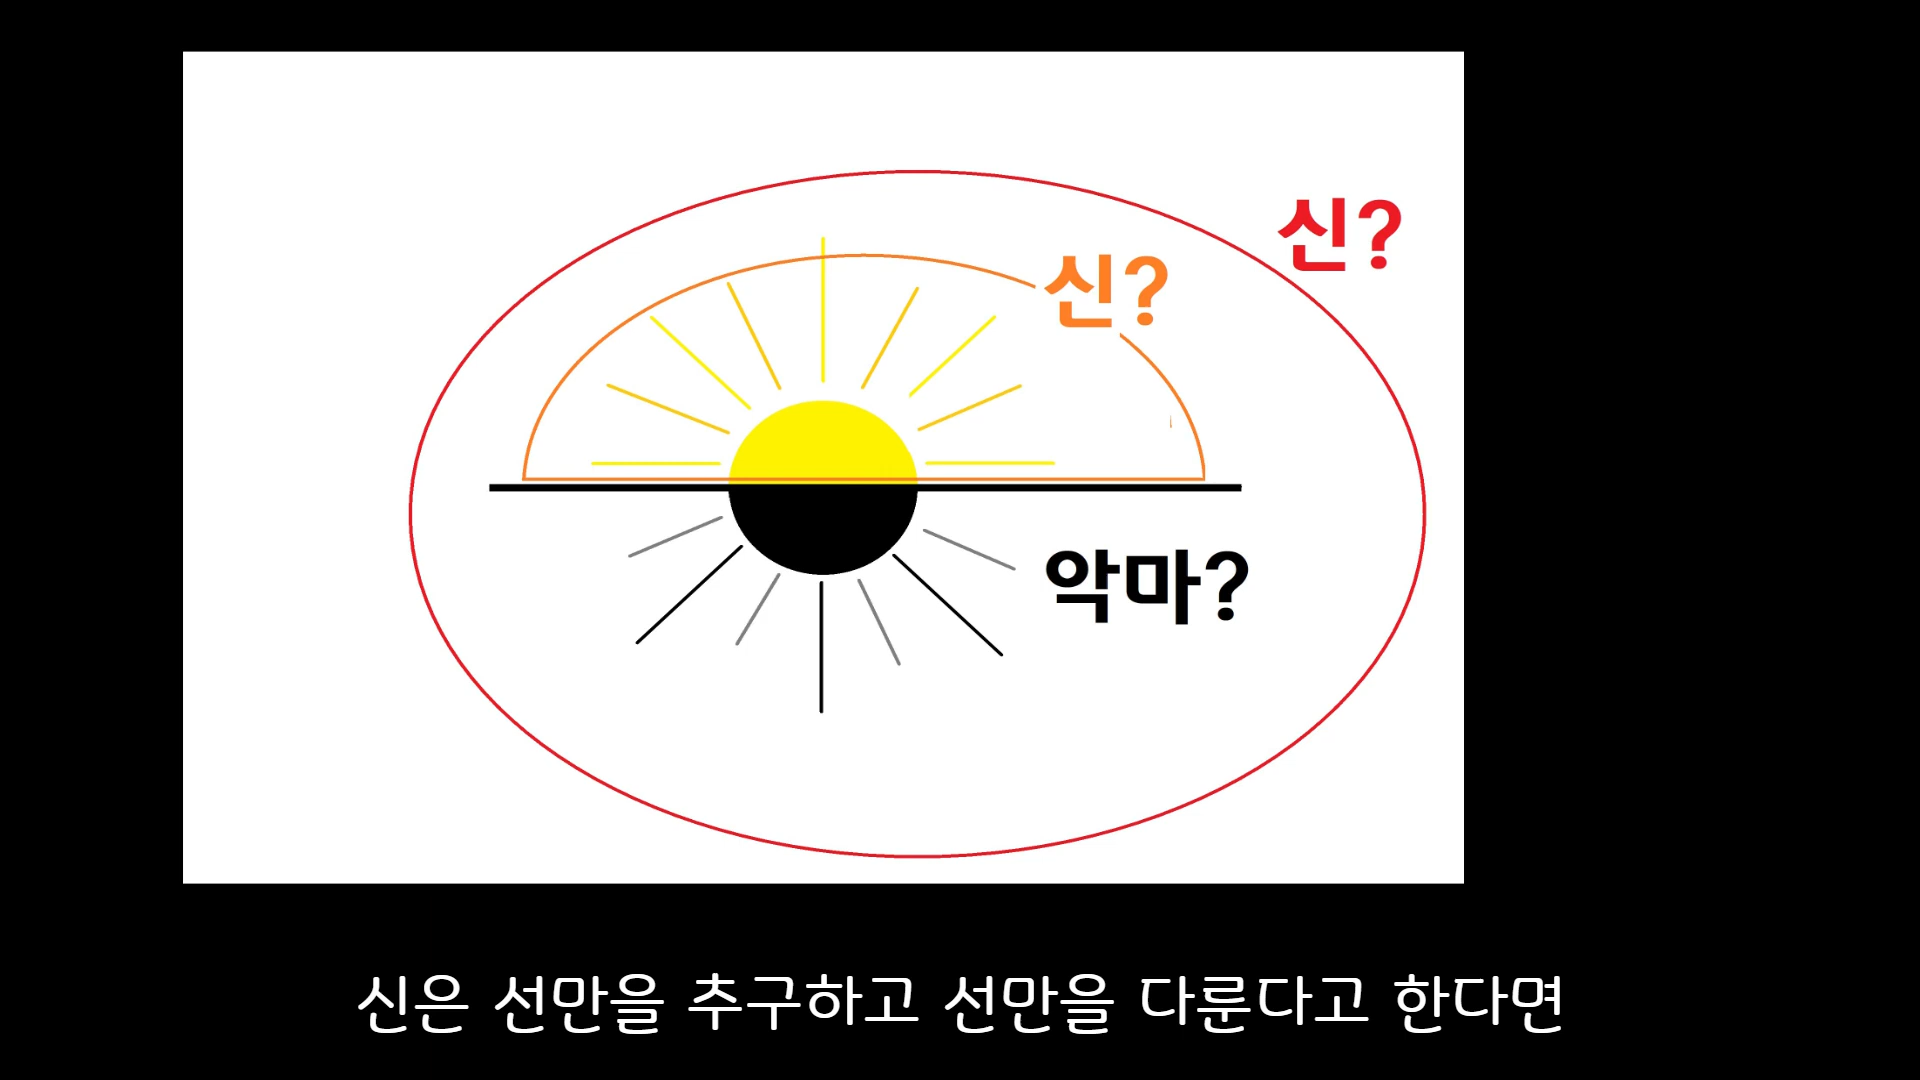 신?
신?
악마?
신은 선만을 추구하고 선만을 다룬다고 한다면